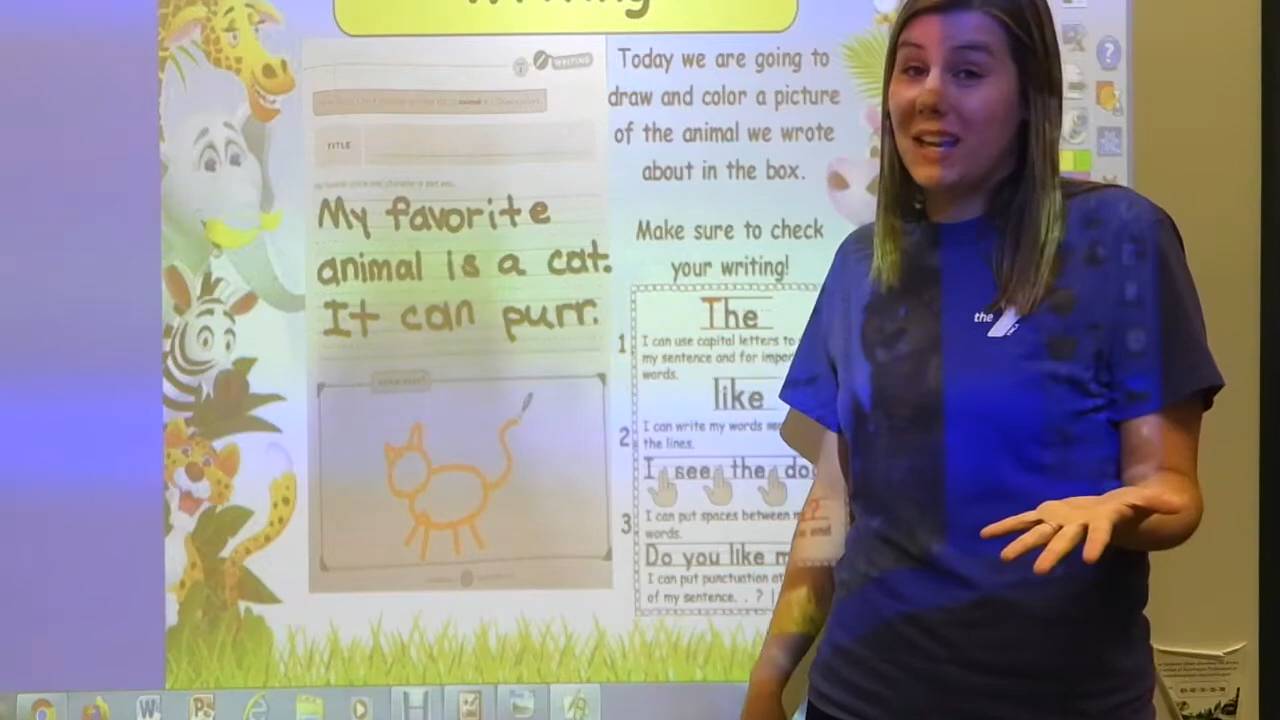 Writing
WRITING
Today we are going to
draw and color a picture
of the animal we wrote
about in the box.
TITLE
My favorite
animal is a cat.
It can purr.
Make sure to check
your writing!
The
1 I can use capital letters to
my sentence and for
words.
like
2 I can write my words
the lines.
I see the do
3 I can put spaces between
words.
Do you like
I can put punctuation at
of my sentence. . ? !
the